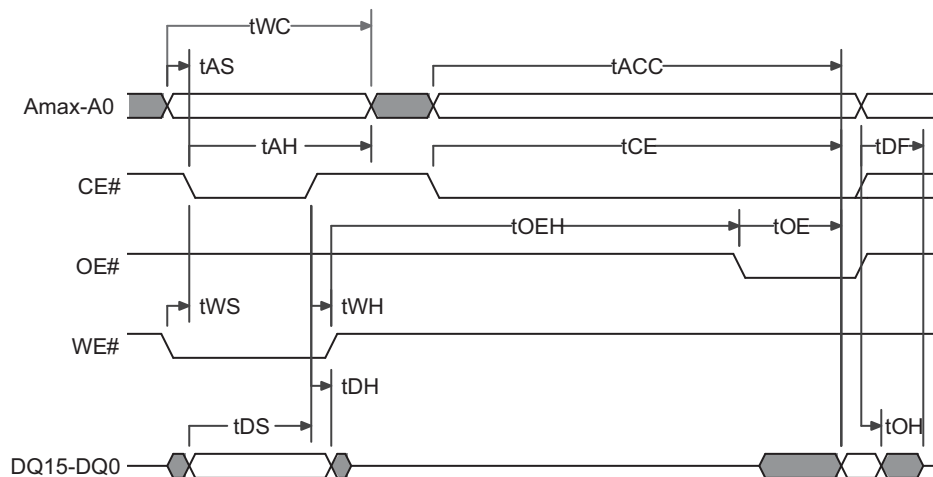 tWC
tAS
tACC
Amax-A0
tAH
tCE
tDF
CE#
tOEH
tOE
OE#
tWS
tWH
WE#
tDH
tDS
tOH
DQ15-DQ0